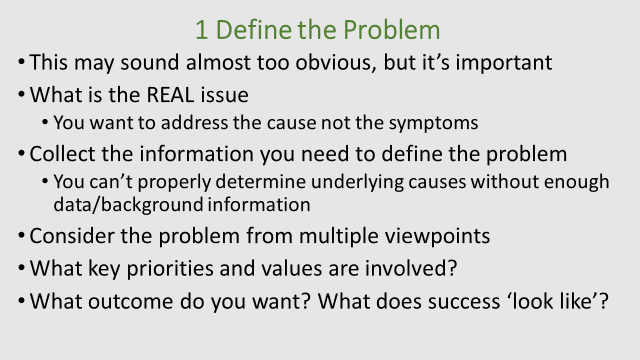 1 Define the Problem
• This may sound almost too obvious, but it’s important
• What is the REAL issue
• You want to address the cause not the symptoms
• Collect the information you need to define the problem
• You can’t properly determine underlying causes without enough
data/background information
• Consider the problem from multiple viewpoints
• What key priorities and values are involved?
• What outcome do you want? What does success ‘look like’?